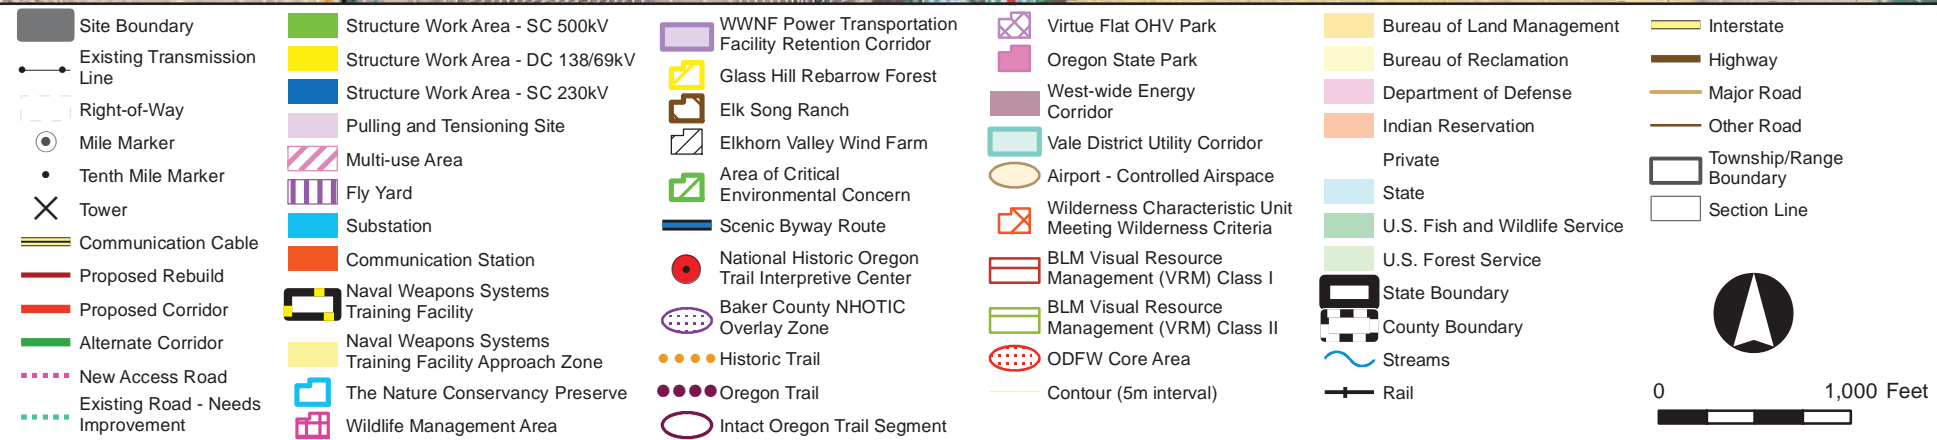 Site Boundary
Existing Transmission
Line
Right-of-Way
Mile Marker
Tenth Mile Marker
Tower
Communication Cable
Proposed Rebuild
Proposed Corridor
Alternate Corridor
New Access Road
Existing Road - Needs
Improvement
Structure Work Area - SC 500kV
Structure Work Area - DC 138/69kV
Structure Work Area - SC 230kV
Pulling and Tensioning Site
Multi-use Area
Fly Yard
Substation
Communication Station
Naval Weapons Systems
Training Facility
Naval Weapons Systems
Training Facility Approach Zone
The Nature Conservancy Preserve
Wildlife Management Area
WWNF Power Transportation
Facility Retention Corridor
Glass Hill Rebarrow Forest
Elk Song Ranch
Elkhorn Valley Wind Farm
Area of Critical
Environmental Concern
Scenic Byway Route
National Historic Oregon
Trail Interpretive Center
Baker County NHOTIC
Overlay Zone
Historic Trail
Oregon Trail
Intact Oregon Trail Segment
Virtue Flat OHV Park
Oregon State Park
West-wide Energy
Corridor
Vale District Utility Corridor
Airport - Controlled Airspace
Wilderness Characteristic Unit
Meeting Wilderness Criteria
BLM Visual Resource
Management (VRM) Class I
BLM Visual Resource
Management (VRM) Class II
ODFW Core Area
Contour (5m interval)
Bureau of Land Management
Bureau of Reclamation
Department of Defense
Indian Reservation
Private
State
U.S. Fish and Wildlife Service
U.S. Forest Service
State Boundary
County Boundary
Streams
Rail
Interstate
Highway
Major Road
Other Road
Township/Range
Boundary
Section Line
0 1,000 Feet